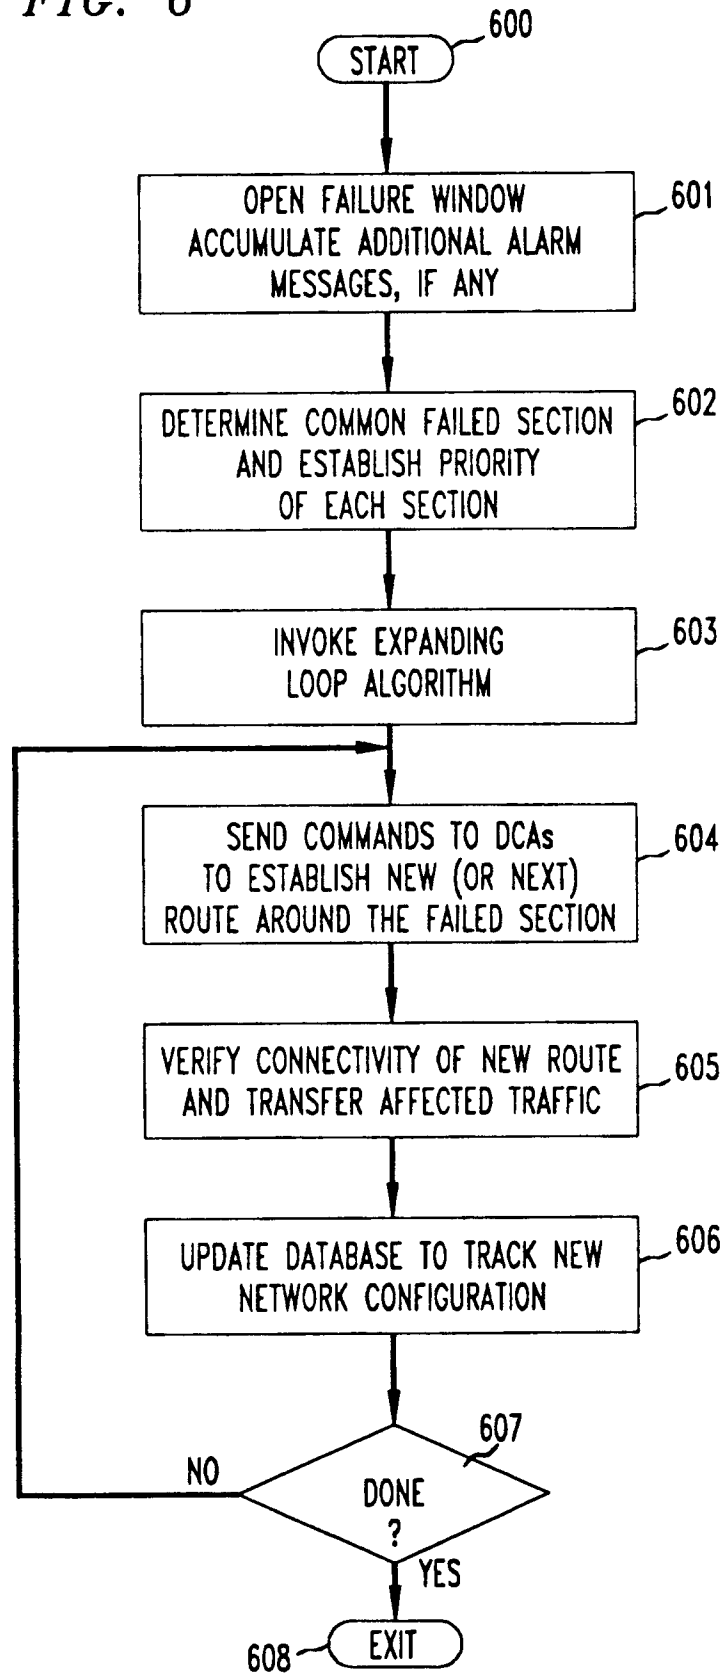 FIG. 6
600
START
601
OPEN FAILURE WINDOW
ACCUMULATE ADDITIONAL ALARM
MESSAGES, IF ANY
602
DETERMINE COMMON FAILED SECTION
AND ESTABLISH PRIORITY
OF EACH SECTION
603
INVOKE EXPANDING
LOOP ALGORITHM
604
SEND COMMANDS TO DCAs
TO ESTABLISH NEW (OR NEXT)
ROUTE AROUND THE FAILED SECTION
605
VERIFY CONNECTIVITY OF NEW ROUTE
AND TRANSFER AFFECTED TRAFFIC
606
UPDATE DATABASE TO TRACK NEW
NETWORK CONFIGURATION
607
NO
DONE
?
YES
608
EXIT